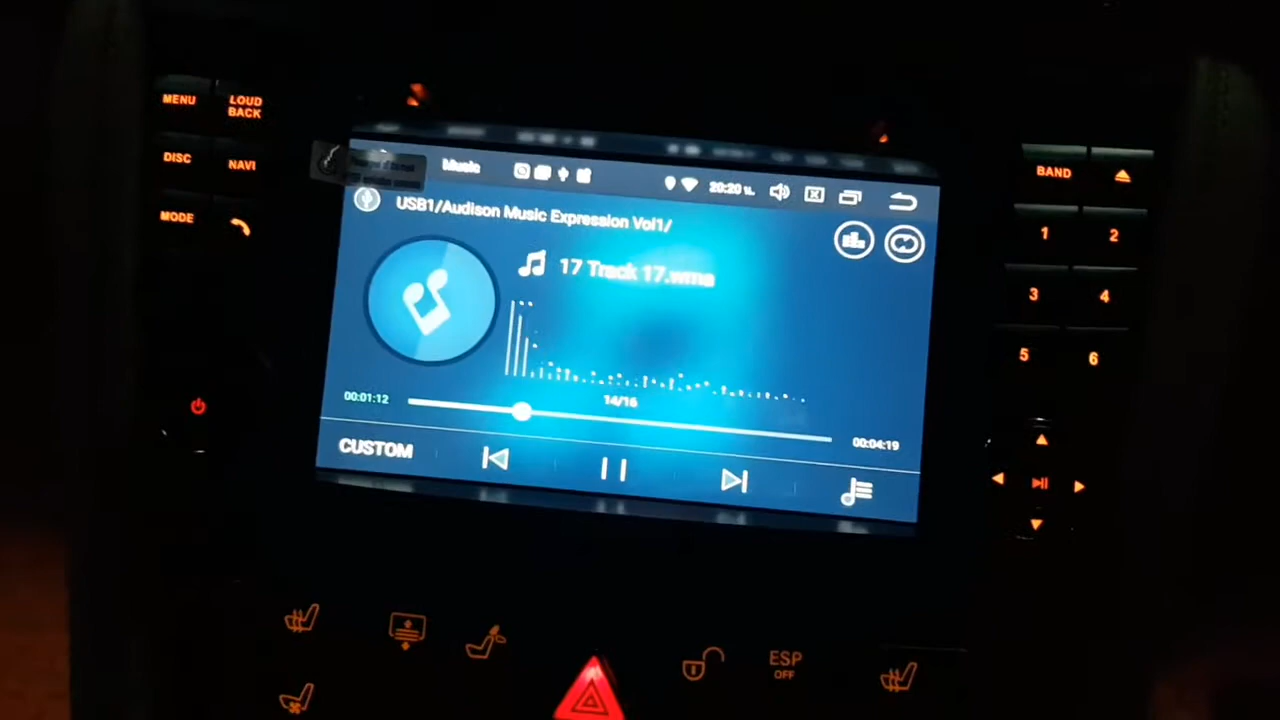 MENU
LOUD
BACK
DISC
NAVI
MODE
Music
20:20 น.
USB1/Audison Music Expression Vol1/
17 Track 17.wma
14/16
00:01:12
00:04:19
CUSTOM
BAND
1
2
3
4
5
6
ESP
OFF